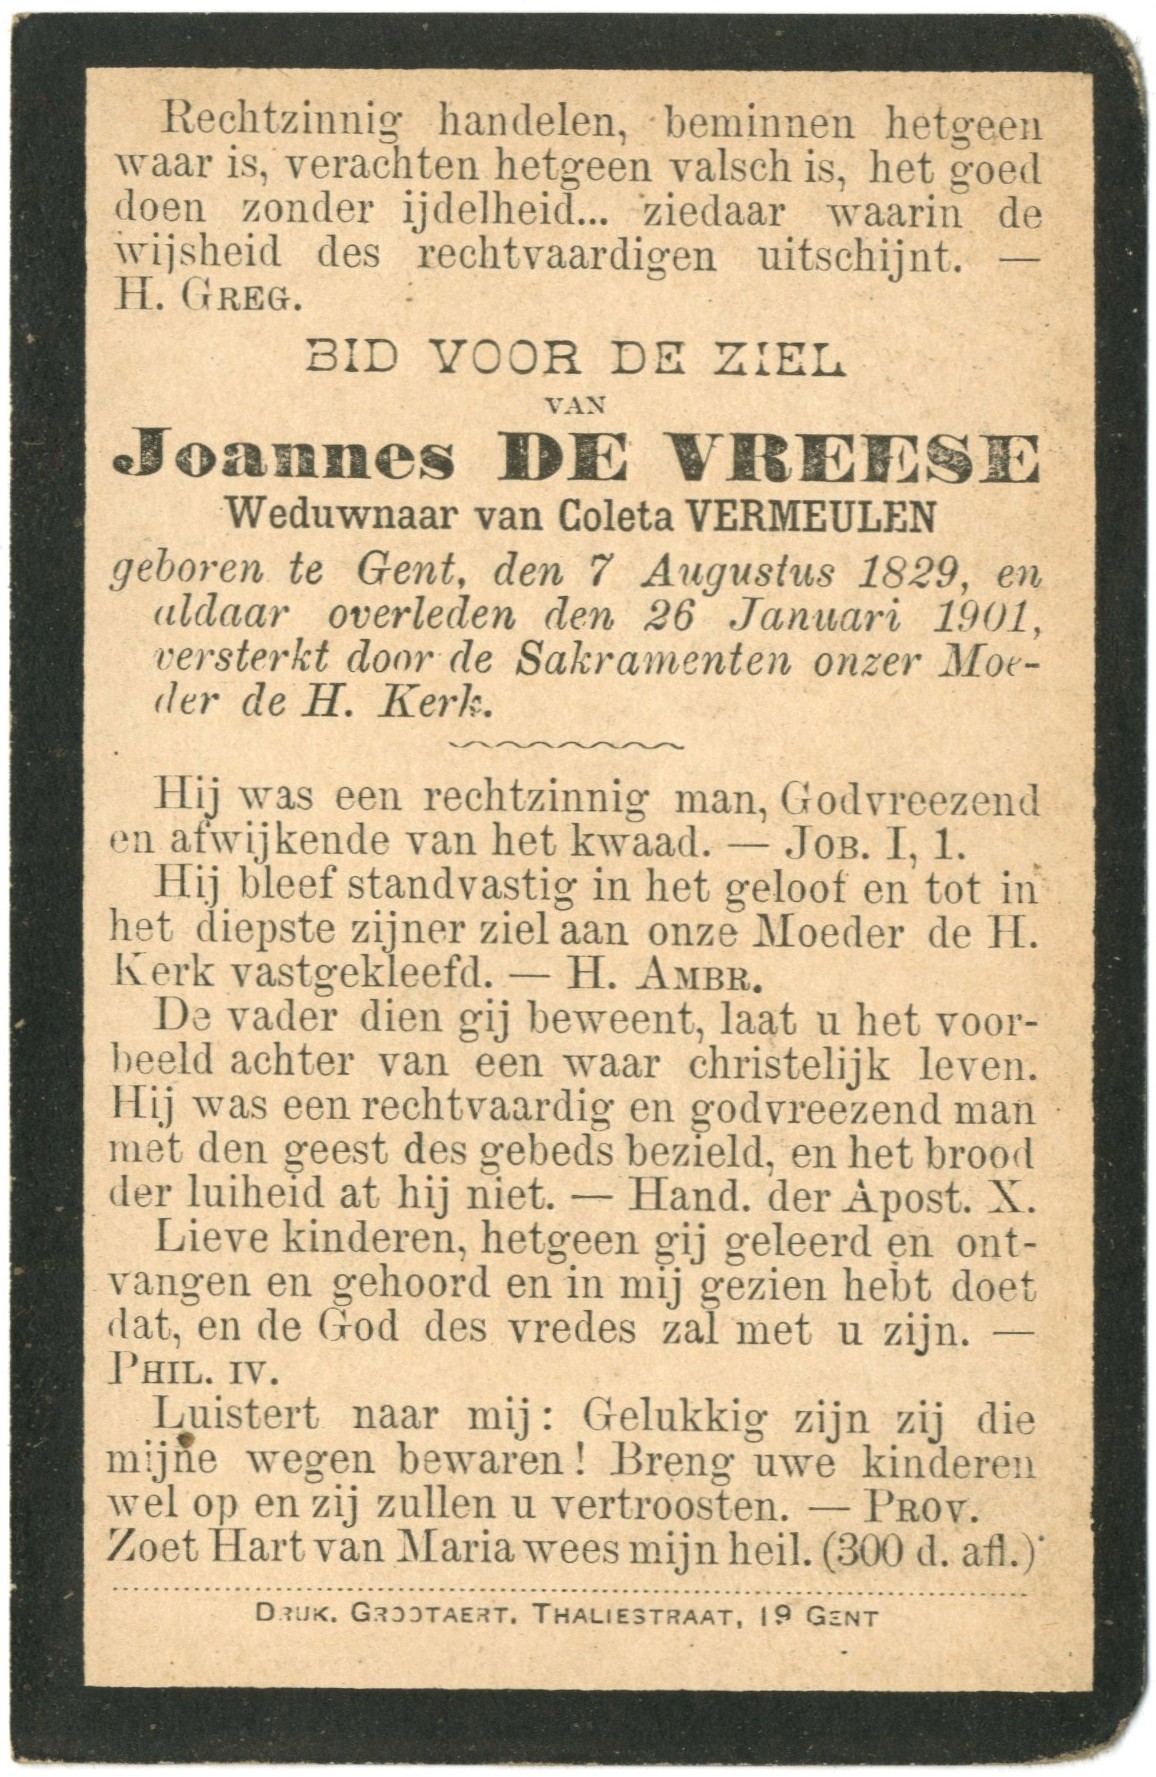 Rechtzinnig handelen, beminnen hetgeen
waar is, verachten hetgeen valsch is, het goed
doen zonder ijdelheid... ziedaar waarin de
wijsheid des rechtvaardigen uitschijnt. —
H. GREG.
BID VOOR DE ZIEL
VAN
Joannes DE VREESE
Weduwnaar van Coleta VERMEULEN
geboren te Gent, den 7 Augustus 1829, en
aldaar overleden den 26 Januari 1901,
versterkt door de Sakramenten onzer Moe-
der de H. Kerk.
Hij was een rechtzinnig man, Godvreezend
en afwijkende van het kwaad. — JOB. I, 1.
Hij bleef standvastig in het geloof en tot in
het diepste zijner ziel aan onze Moeder de H.
Kerk vastgekleefd. — H. AMBR.
De vader dien gij beweent, laat u het voor-
beeld achter van een waar christelijk leven.
Hij was een rechtvaardig en godvreezend man
met den geest des gebeds bezield, en het brood
der luiheid at hij niet. — Hand. der Apost. X.
Lieve kinderen, hetgeen gij geleerd en ont-
vangen en gehoord en in mij gezien hebt doet
dat, en de God des vredes zal met u zijn. —
PHIL. IV.
Luistert naar mij: Gelukkig zijn zij die
mijne wegen bewaren! Breng uwe kinderen
wel op en zij zullen u vertroosten. — PROV.
Zoet Hart van Maria wees mijn heil. (300 d. afl.)
DRUK. GROOTAERT, THALIESTRAAT, 19 GENT